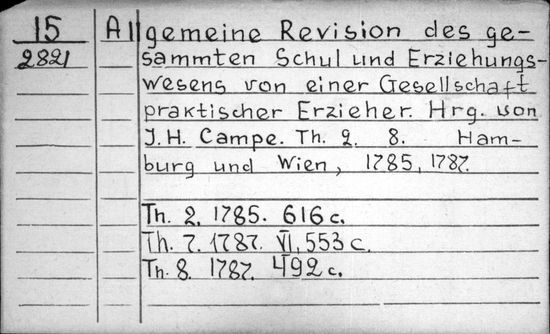 15 Allgemeine Revision des ge-
2821 sammten Schul und Erziehungs-
wesens von einer Gesellschaft
praktischer Erzieher. Hrg. von
J. H. Campe. Th. 2. 8. Ham-
burg und Wien, 1785, 1787.
Th. 2. 1785. 616 c.
Th. 7. 1787. VI, 553 c.
Th. 8. 1787. 492 c.